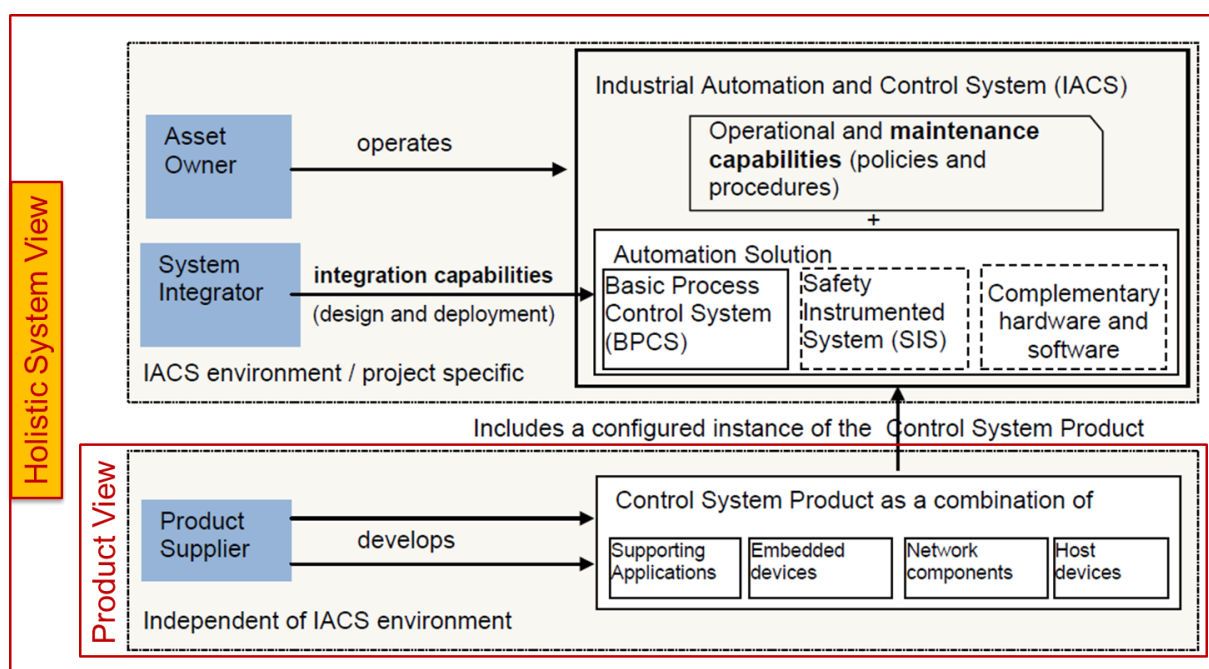 Holistic System View
Industrial Automation and Control System (IACS)
Asset
Owner
operates
Operational and maintenance
capabilities (policies and
procedures)
+
System
Integrator
integration capabilities
(design and deployment)
Automation Solution
Basic Process
Control System
(BPCS)
Safety
Instrumented
System (SIS)
Complementary
hardware and
software
IACS environment / project specific
Includes a configured instance of the Control System Product
Product View
Product
Supplier
develops
Control System Product as a combination of
Supporting
Applications
Embedded
devices
Network
components
Host
devices
Independent of IACS environment